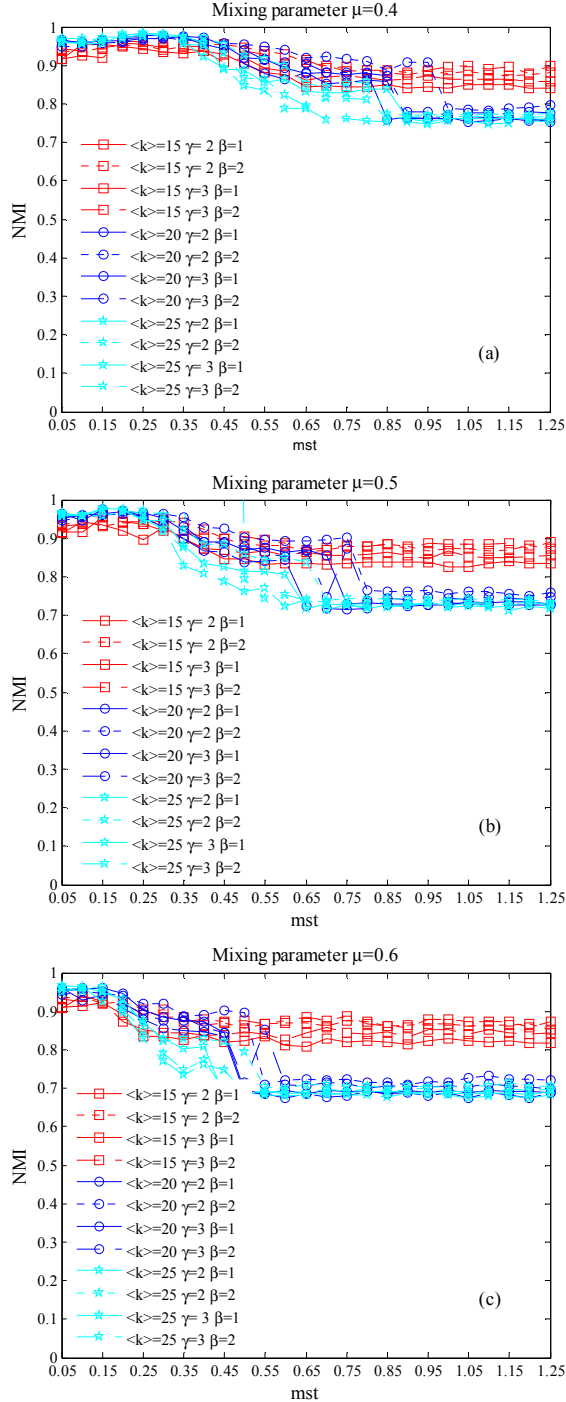 Mixing parameter μ=0.4
1
0.9
0.8
0.7
0.6
0.5
0.4
0.3
0.2
0.1
0
NMI
<k>=15 γ= 2 β=1
<k>=15 γ= 2 β=2
<k>=15 γ=3 β=1
<k>=15 γ=3 β=2
<k>=20 γ=2 β=1
<k>=20 γ=2 β=2
<k>=20 γ=3 β=1
<k>=20 γ=3 β=2
<k>=25 γ=2 β=1
<k>=25 γ=2 β=2
<k>=25 γ= 3 β=1
<k>=25 γ=3 β=2
(a)
0.05 0.15 0.25 0.35 0.45 0.55 0.65 0.75 0.85 0.95 1.05 1.15 1.25
mst
Mixing parameter μ=0.5
1
0.9
0.8
0.7
0.6
0.5
0.4
0.3
0.2
0.1
0
NMI
<k>=15 γ= 2 β=1
<k>=15 γ= 2 β=2
<k>=15 γ=3 β=1
<k>=15 γ=3 β=2
<k>=20 γ=2 β=1
<k>=20 γ=2 β=2
<k>=20 γ=3 β=1
<k>=20 γ=3 β=2
<k>=25 γ=2 β=1
<k>=25 γ=2 β=2
<k>=25 γ= 3 β=1
<k>=25 γ=3 β=2
(b)
0.05 0.15 0.25 0.35 0.45 0.55 0.65 0.75 0.85 0.95 1.05 1.15 1.25
mst
Mixing parameter μ=0.6
1
0.9
0.8
0.7
0.6
0.5
0.4
0.3
0.2
0.1
0
NMI
<k>=15 γ= 2 β=1
<k>=15 γ= 2 β=2
<k>=15 γ=3 β=1
<k>=15 γ=3 β=2
<k>=20 γ=2 β=1
<k>=20 γ=2 β=2
<k>=20 γ=3 β=1
<k>=20 γ=3 β=2
<k>=25 γ=2 β=1
<k>=25 γ=2 β=2
<k>=25 γ= 3 β=1
<k>=25 γ=3 β=2
(c)
0.05 0.15 0.25 0.35 0.45 0.55 0.65 0.75 0.85 0.95 1.05 1.15 1.25
mst